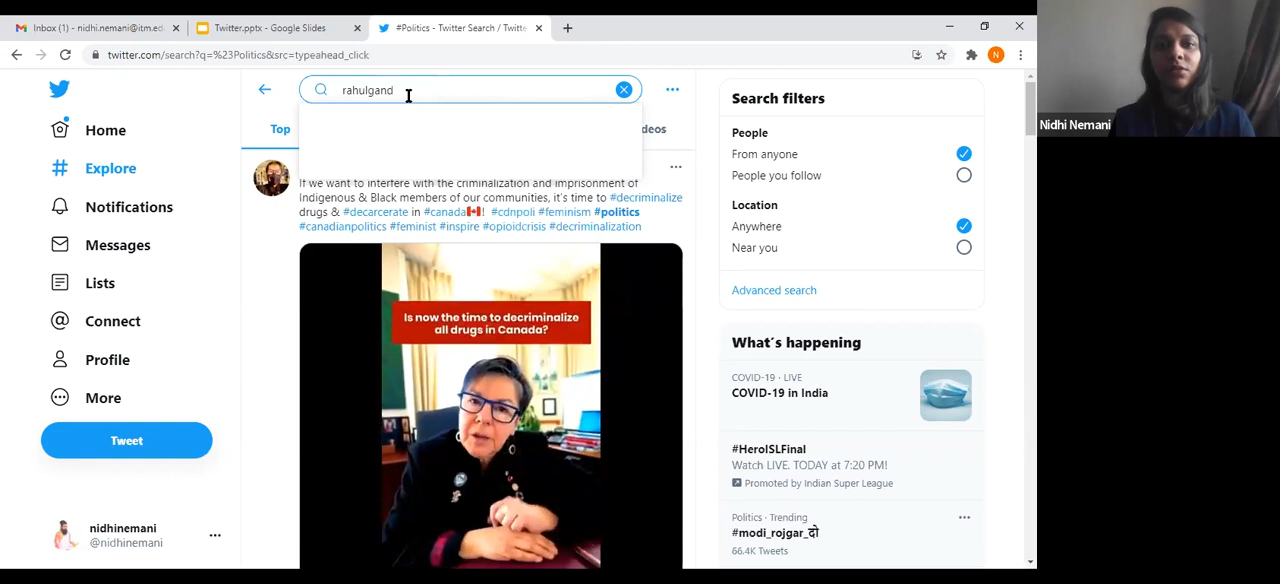 Inbox (1) - nidhi.nemani@itm.ed
Twitter.pptx - Google Slides
#Politics - Twitter Search / Twitte
twitter.com/search?q=%23Politics&src=typeahead_click
N
Nidhi Nemani
Home
Explore
Notifications
Messages
Lists
Connect
Profile
More
Tweet
nidhinemani
@nidhinemani
rahulgand
Top
deos
If we want to interfere with the criminalization and imprisonment of
Indigenous & Black members of our communities, it's time to #decriminalize
drugs & #decarcerate in #canada🇨🇦! #cdnpoli #feminism #politics
#canadianpolitics #feminist #inspire #opioidcrisis #decriminalization
Is now the time to decriminalize
all drugs in Canada?
Search filters
People
From anyone
People you follow
Location
Anywhere
Near you
Advanced search
What's happening
COVID-19 · LIVE
COVID-19 in India
#HeroISLFinal
Watch LIVE. TODAY at 7:20 PM!
Promoted by Indian Super League
Politics · Trending
#modi_rojgar_दो
66.4K Tweets